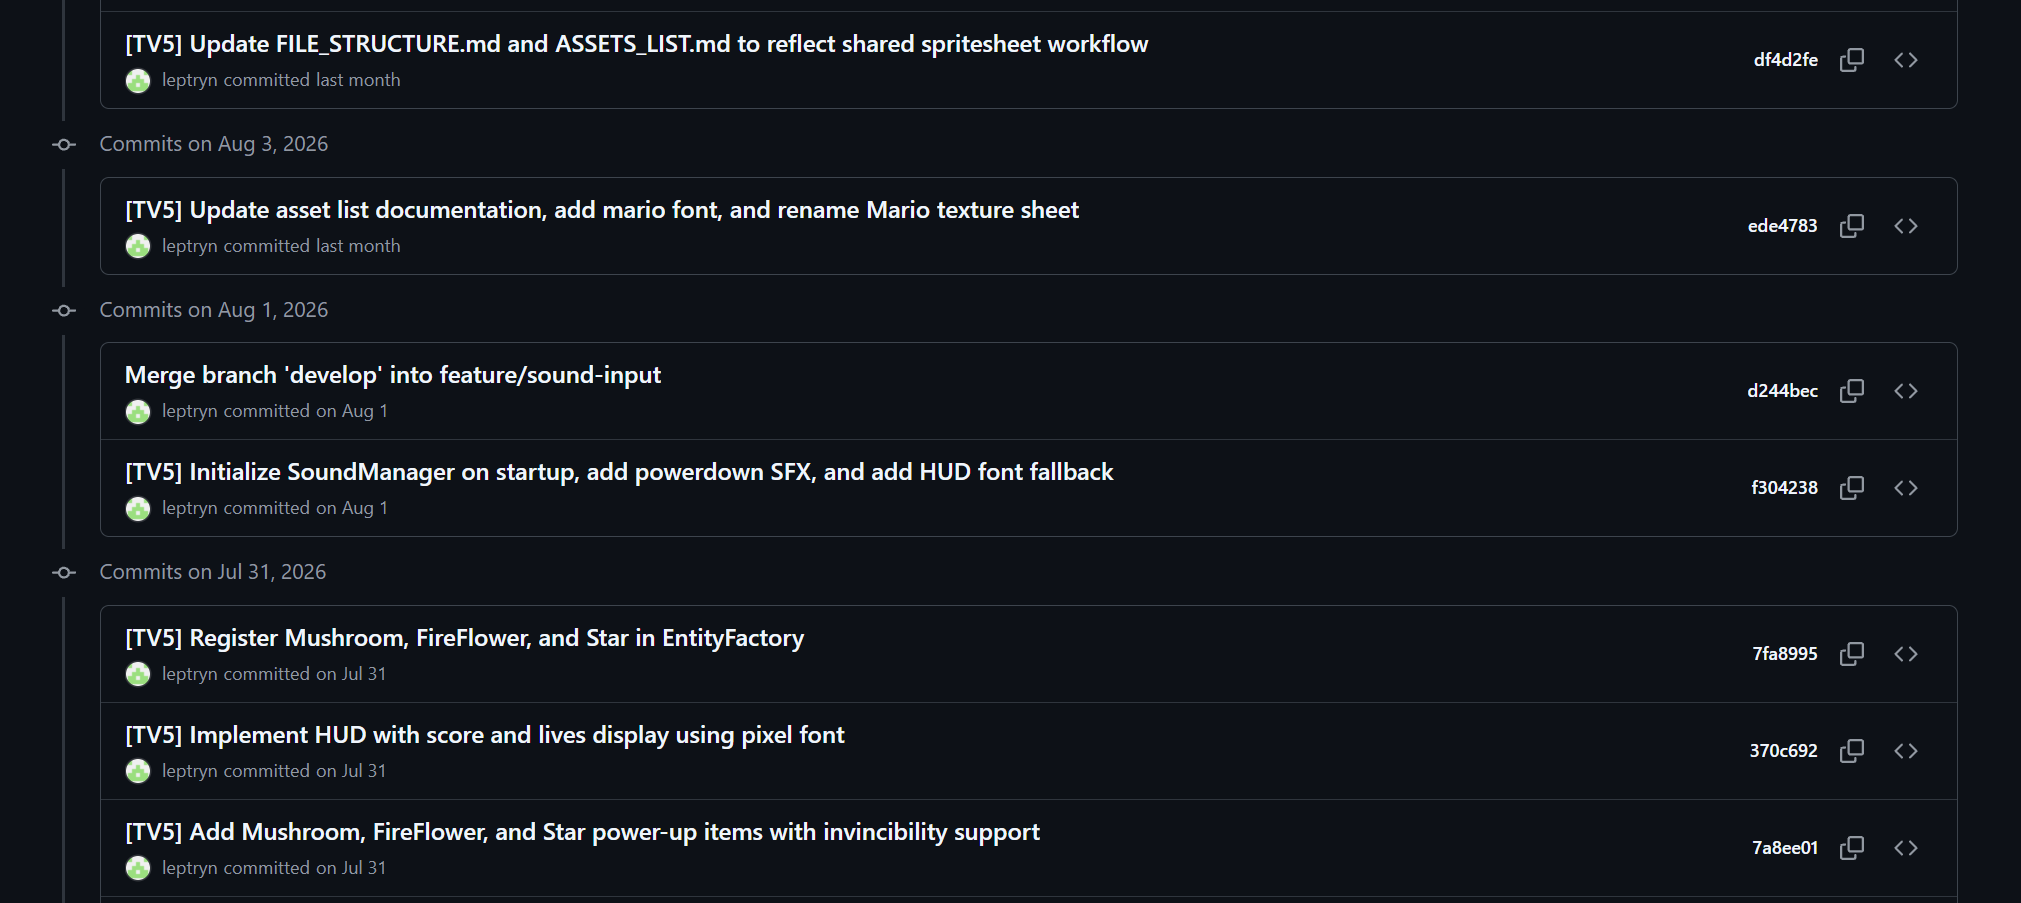 [TV5] Update FILE_STRUCTURE.md and ASSETS_LIST.md to reflect shared spritesheet workflow
df4d2fe
leptryn committed last month
Commits on Aug 3, 2026
[TV5] Update asset list documentation, add mario font, and rename Mario texture sheet
ede4783
leptryn committed last month
Commits on Aug 1, 2026
Merge branch 'develop' into feature/sound-input
d244bec
leptryn committed on Aug 1
[TV5] Initialize SoundManager on startup, add powerdown SFX, and add HUD font fallback
f304238
leptryn committed on Aug 1
Commits on Jul 31, 2026
[TV5] Register Mushroom, FireFlower, and Star in EntityFactory
7fa8995
leptryn committed on Jul 31
[TV5] Implement HUD with score and lives display using pixel font
370c692
leptryn committed on Jul 31
[TV5] Add Mushroom, FireFlower, and Star power-up items with invincibility support
7a8ee01
leptryn committed on Jul 31